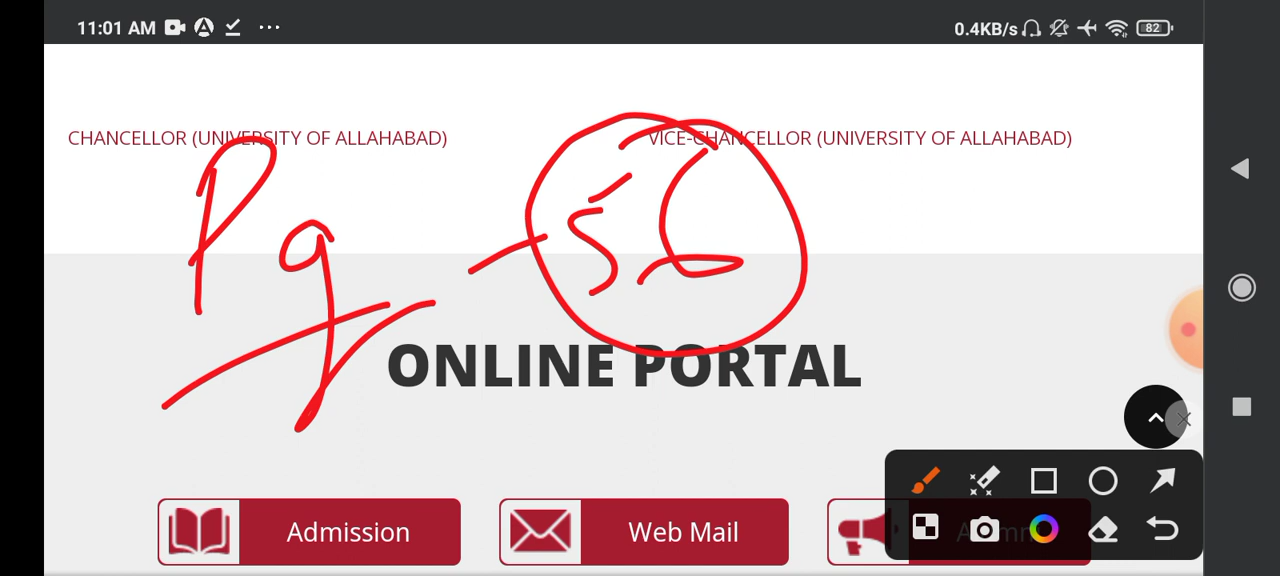 11:01 AM ... 0.4KB/s 82
CHANCELLOR (UNIVERSITY OF ALLAHABAD) VICE-CHANCELLOR (UNIVERSITY OF ALLAHABAD)
Pg - 56
ONLINE PORTAL
Admission Web Mail